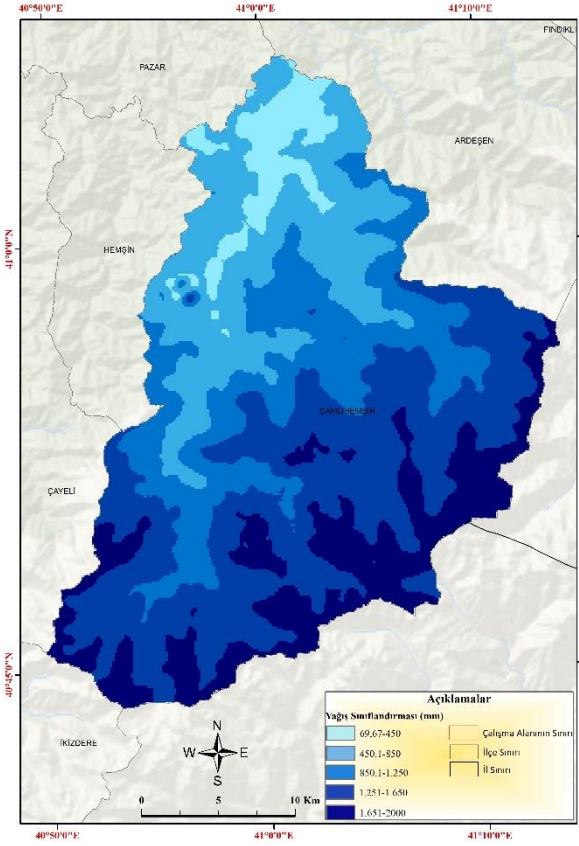 40°50'0"E
41°0'0"E
41°10'0"E
FINDIKLI
PAZAR
ARDEŞEN
41°0'0"N
HEMŞİN
ÇAMLIHEMŞİN
ÇAYELİ
40°45'0"N
İKİZDERE
N
W
E
S
0
5
10 Km
Açıklamalar
Yağış Sınıflandırması (mm)
69,67-450
450,1-850
850,1-1.250
1.251-1.650
1.651-2000
Çalışma Alanının Sınırı
İlçe Sınırı
İl Sınırı
40°50'0"E
41°0'0"E
41°10'0"E